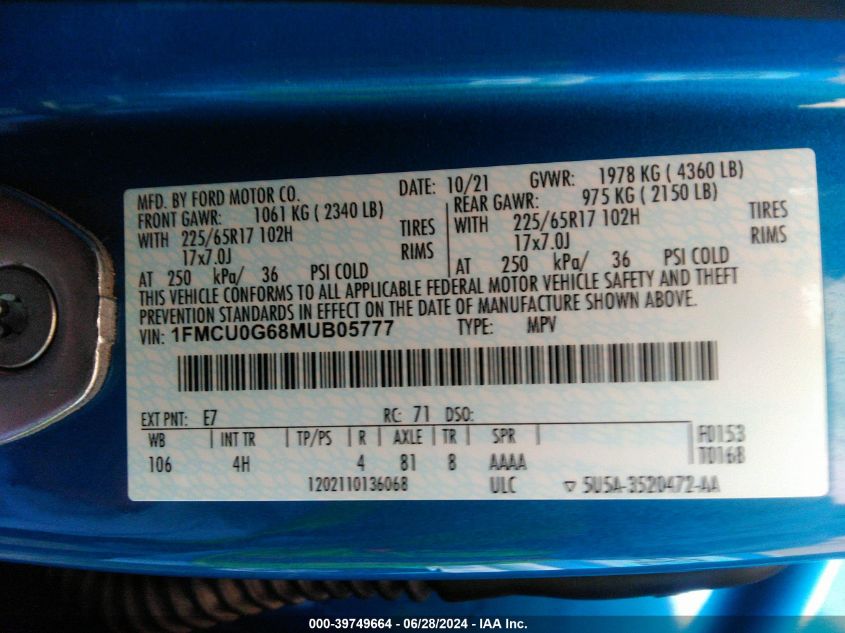 MFD. BY FORD MOTOR CO. DATE: 10/21 GVWR: 1978 KG ( 4360 LB)
FRONT GAWR: 1061 KG ( 2340 LB) REAR GAWR: 975 KG ( 2150 LB)
WITH 225/65R17 102H TIRES WITH 225/65R17 102H TIRES
17x7.0J RIMS 17x7.0J RIMS
AT 250 kPa/ 36 PSI COLD AT 250 kPa/ 36 PSI COLD
THIS VEHICLE CONFORMS TO ALL APPLICABLE FEDERAL MOTOR VEHICLE SAFETY AND THEFT
PREVENTION STANDARDS IN EFFECT ON THE DATE OF MANUFACTURE SHOWN ABOVE.
VIN: 1FMCU0G68MUB05777 TYPE: MPV
EXT PNT: E7 RC: 71 DSO:
WB INT TR TP/PS R AXLE TR SPR F0153
106 4H 4 81 8 AAAA T0168
1202110136068 ULC ▽ 5U5A-3520472-AA
000-39749664 - 06/28/2024 - IAA Inc.